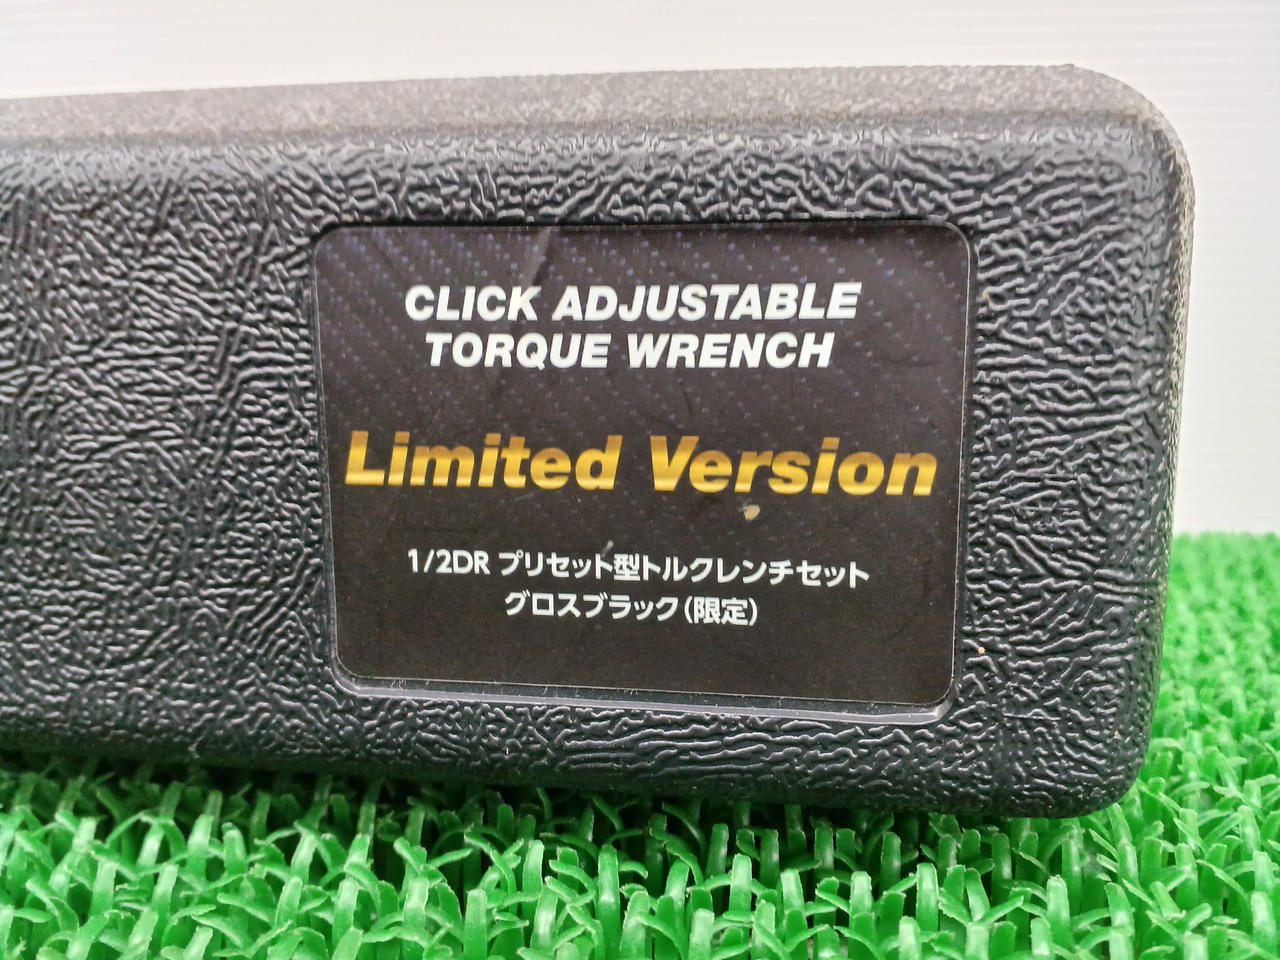 CLICK ADJUSTABLE
TORQUE WRENCH
Limited Version
1/2DR プリセット型トルクレンチセット
グロスブラック(限定)